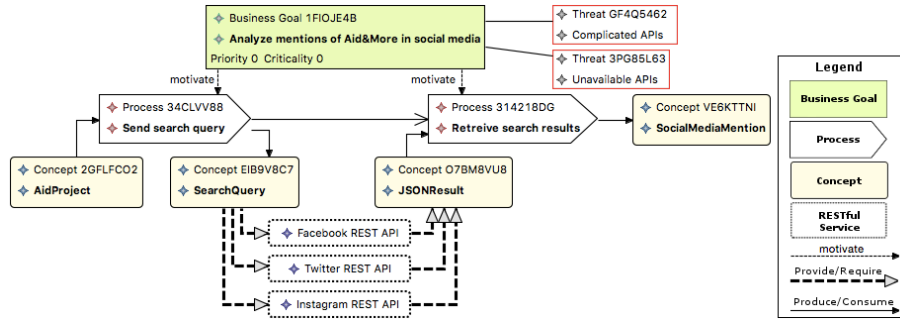 Business Goal 1FIOJE4B
Analyze mentions of Aid&More in social media
Priority 0 Criticality 0
Threat GF4Q5462
Complicated APIs
Threat 3PG85L63
Unavailable APIs
motivate
motivate
Process 34CLVV88
Send search query
Process 314218DG
Retreive search results
Concept VE6KTTNI
SocialMediaMention
Concept 2GFLFCO2
AidProject
Concept EIB9V8C7
SearchQuery
Concept O7BM8VU8
JSONResult
Facebook REST API
Twitter REST API
Instagram REST API
Legend
Business Goal
Process
Concept
RESTful
Service
motivate
Provide/Require
Produce/Consume